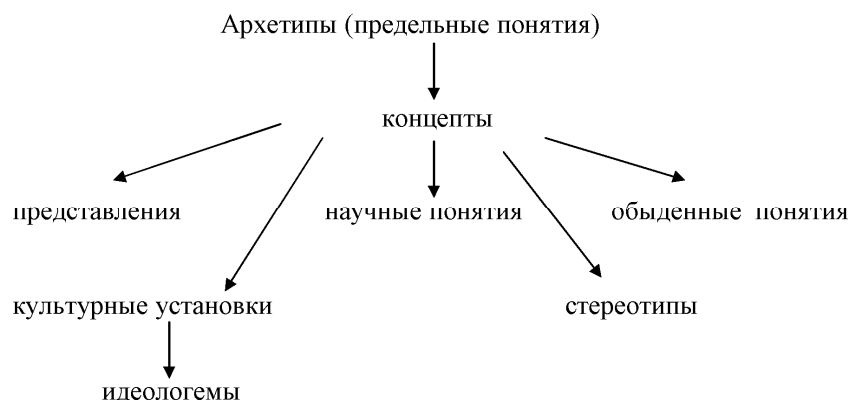 Архетипы (предельные понятия)
концепты
представления научные понятия обыденные понятия
культурные установки стереотипы
идеологемы